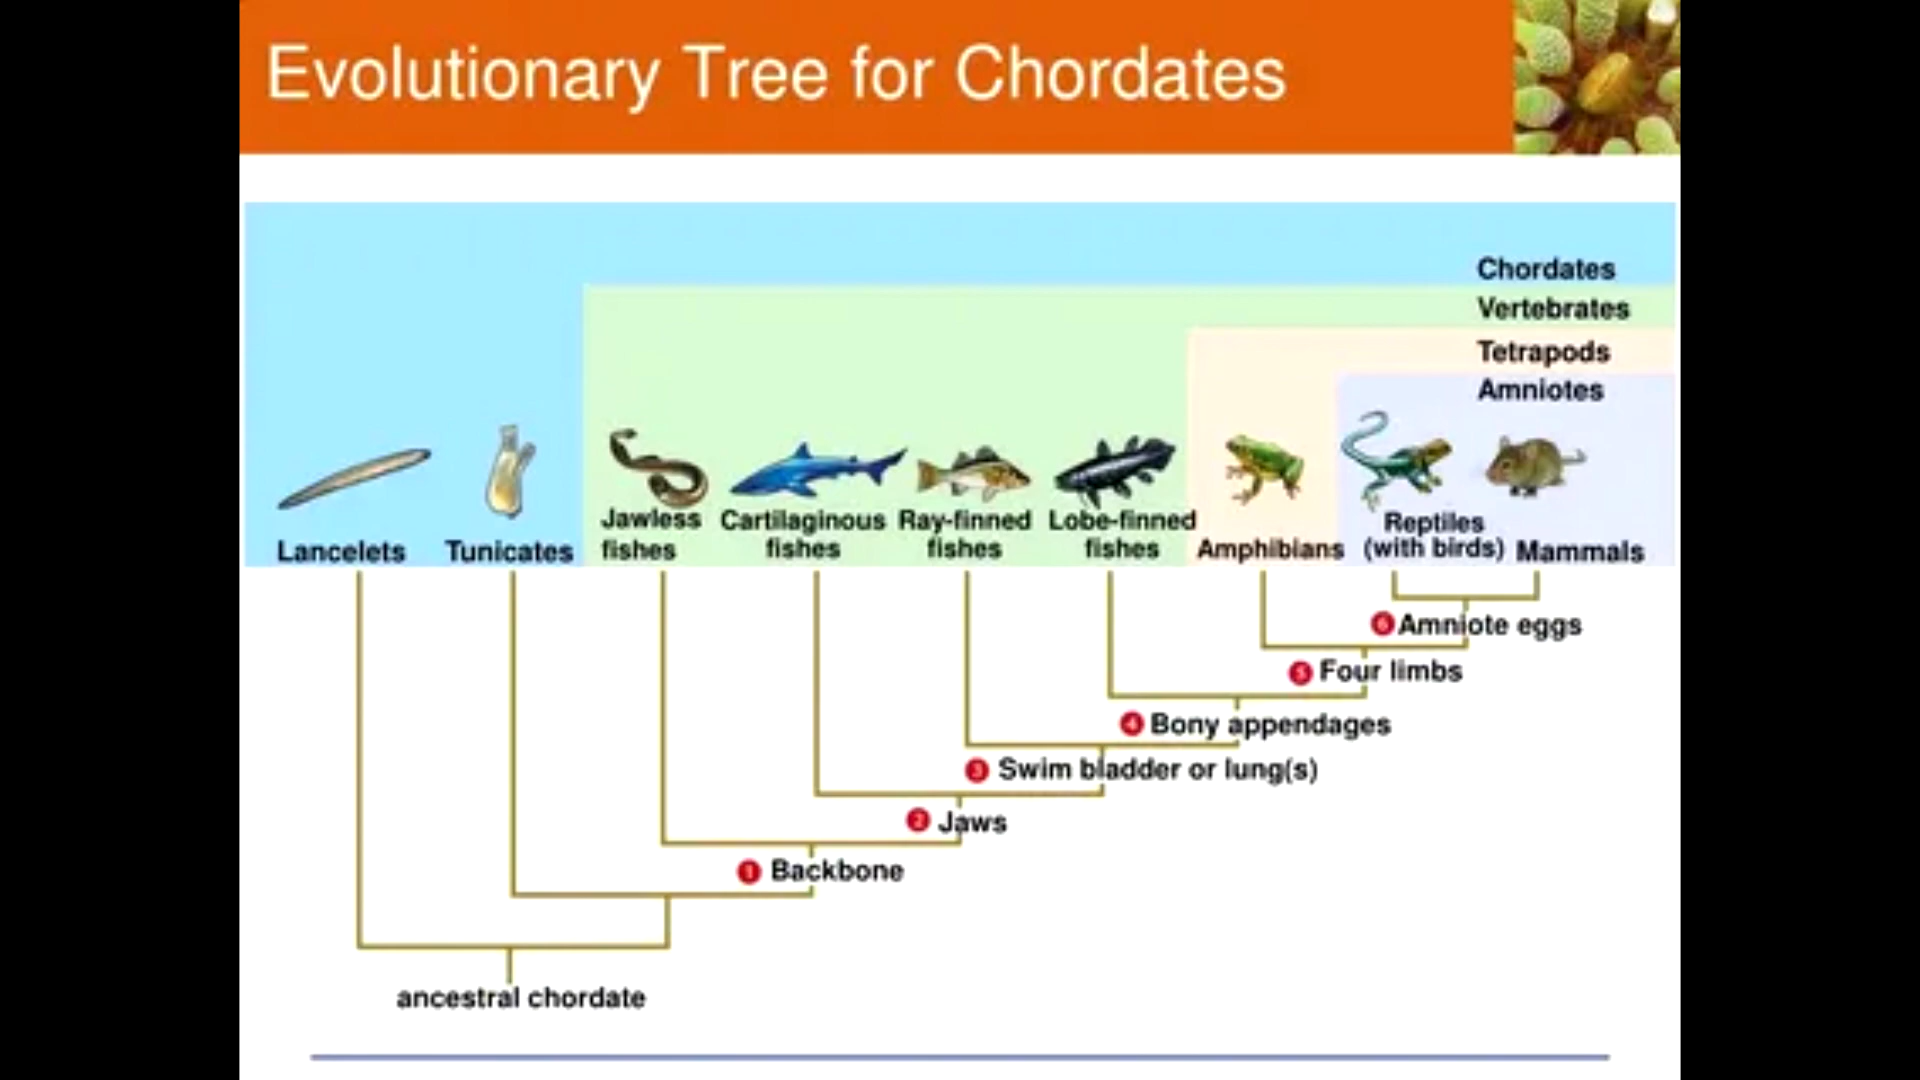 Evolutionary Tree for Chordates
Chordates
Vertebrates
Tetrapods
Amniotes
Lancelets
Tunicates
Jawless
fishes
Cartilaginous
fishes
Ray-finned
fishes
Lobe-finned
fishes
Amphibians
Reptiles
(with birds)
Mammals
6 Amniote eggs
5 Four limbs
4 Bony appendages
3 Swim bladder or lung(s)
2 Jaws
1 Backbone
ancestral chordate